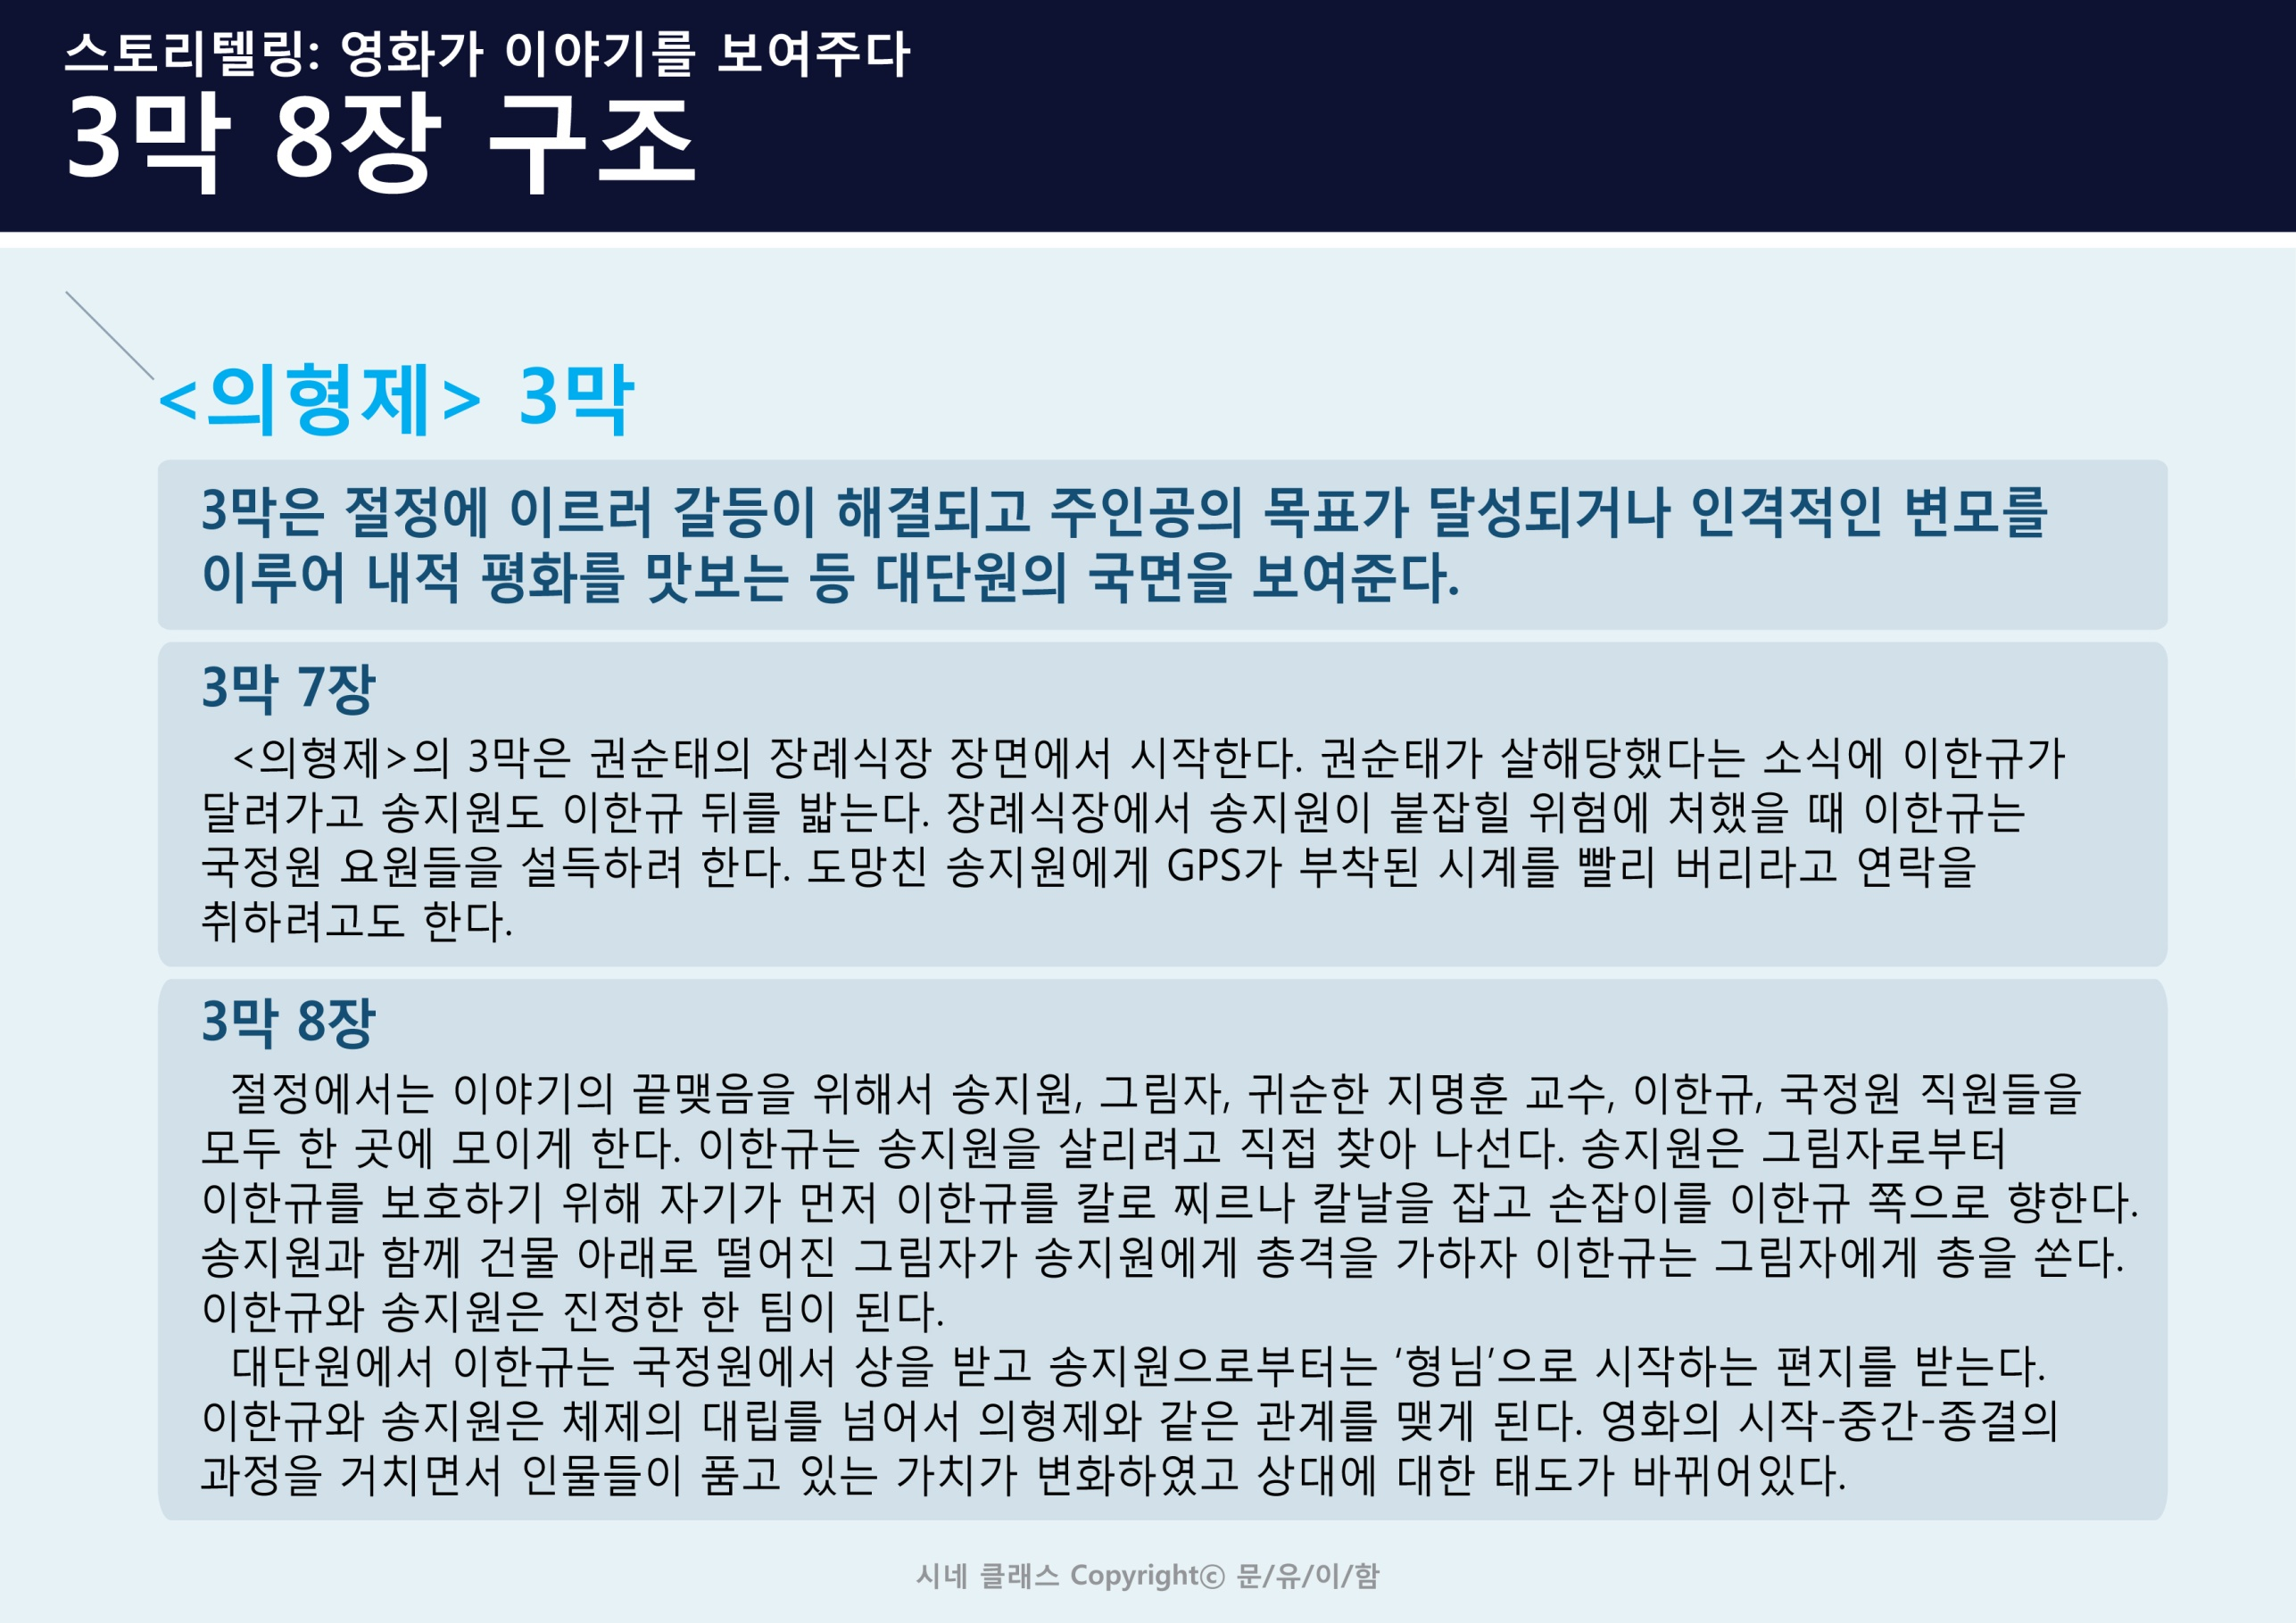 스토리텔링: 영화가 이야기를 보여주다
3막 8장 구조
<의형제> 3막
3막은 절정에 이르러 갈등이 해결되고 주인공의 목표가 달성되거나 인격적인 변모를
이루어 내적 평화를 맛보는 등 대단원의 국면을 보여준다.
3막 7장
<의형제>의 3막은 권순태의 장례식장 장면에서 시작한다. 권순태가 살해당했다는 소식에 이한규가
달려가고 송지원도 이한규 뒤를 밟는다. 장례식장에서 송지원이 붙잡힐 위험에 처했을 때 이한규는
국정원 요원들을 설득하려 한다. 도망친 송지원에게 GPS가 부착된 시계를 빨리 버리라고 연락을
취하려고도 한다.
3막 8장
절정에서는 이야기의 끝맺음을 위해서 송지원, 그림자, 귀순한 지명훈 교수, 이한규, 국정원 직원들을
모두 한 곳에 모이게 한다. 이한규는 송지원을 살리려고 직접 찾아 나선다. 송지원은 그림자로부터
이한규를 보호하기 위해 자기가 먼저 이한규를 칼로 찌르나 칼날을 잡고 손잡이를 이한규 쪽으로 향한다.
송지원과 함께 건물 아래로 떨어진 그림자가 송지원에게 총격을 가하자 이한규는 그림자에게 총을 쏜다.
이한규와 송지원은 진정한 한 팀이 된다.
대단원에서 이한규는 국정원에서 상을 받고 송지원으로부터는 ‘형님’으로 시작하는 편지를 받는다.
이한규와 송지원은 체제의 대립를 넘어서 의형제와 같은 관계를 맺게 된다. 영화의 시작-중간-종결의
과정을 거치면서 인물들이 품고 있는 가치가 변화하였고 상대에 대한 태도가 바뀌어있다.
시네 클래스 Copyright© 문/유/이/함